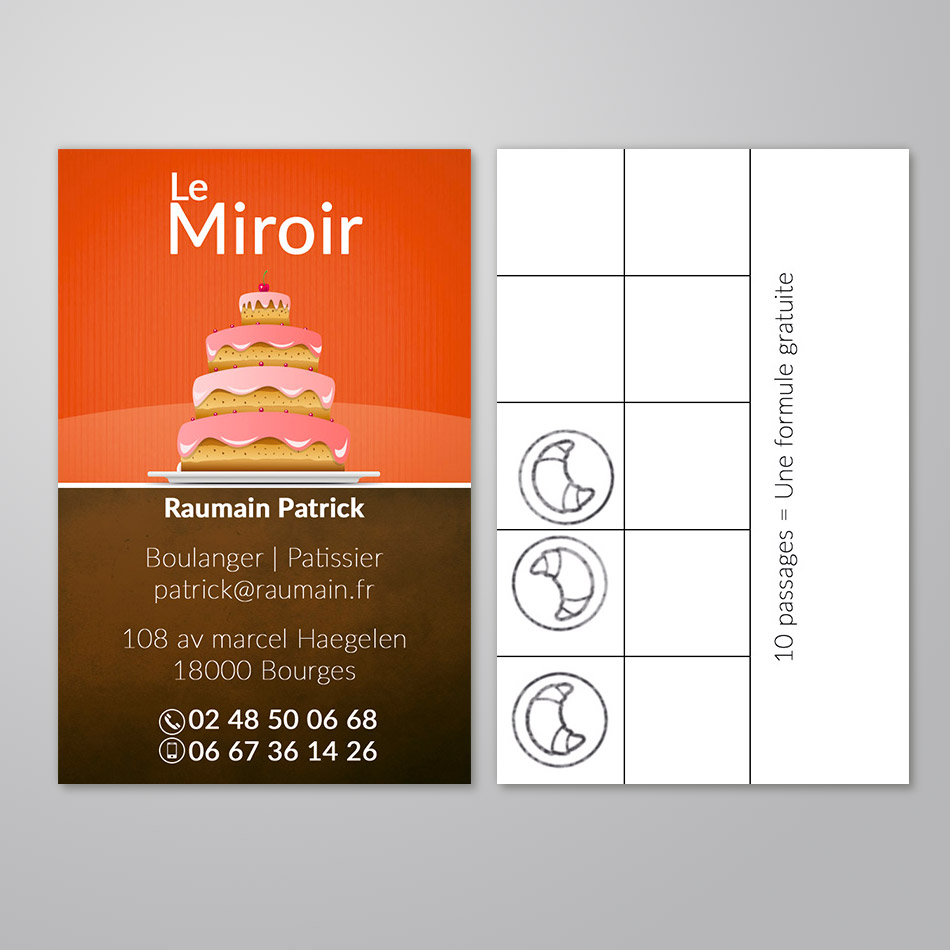 Le
Miroir
Raumain Patrick
Boulanger | Patissier
patrick@raumain.fr
108 av marcel Haegelen
18000 Bourges
02 48 50 06 68
06 67 36 14 26
10 passages = Une formule gratuite